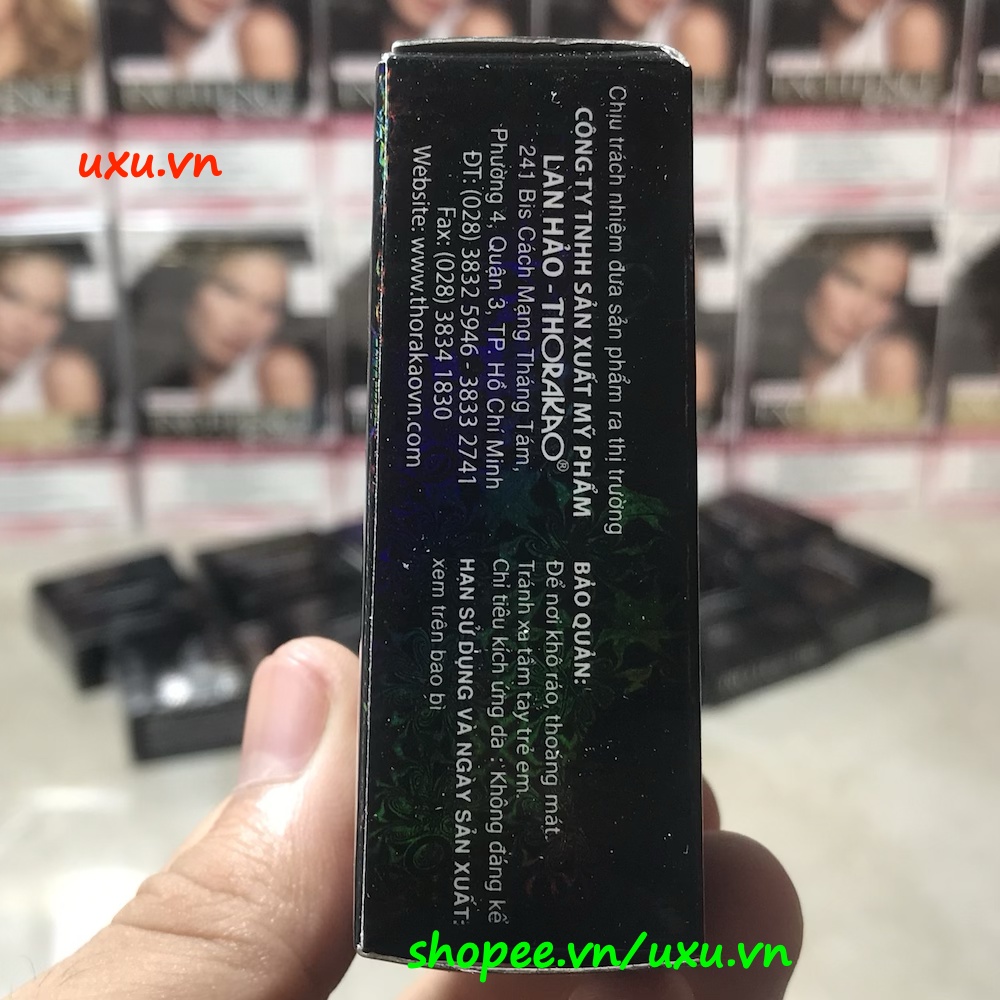 uxu.vn
Chịu trách nhiệm đưa sản phẩm ra thị trường
CÔNG TY TNHH SẢN XUẤT MỸ PHẨM
LAN HẢO - THORAKAO®
241 Bis Cách Mạng Tháng Tám,
Phường 4, Quận 3, TP. Hồ Chí Minh
ĐT: (028) 3832 5946 - 3833 2741
Fax: (028) 3834 1830
Website: www.thorakaovn.com
BẢO QUẢN:
Để nơi khô ráo, thoáng mát.
Tránh xa tầm tay trẻ em.
Chỉ tiêu kích ứng da : Không đáng kể
HẠN SỬ DỤNG VÀ NGÀY SẢN XUẤT:
xem trên bao bì
shopee.vn/uxu.vn